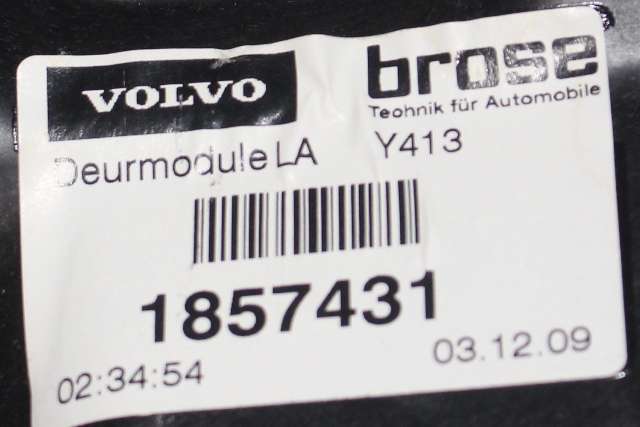 VOLVO
brose
Technik für Automobile
Deurmodule LA Y413
1857431
02:34:54 03.12.09